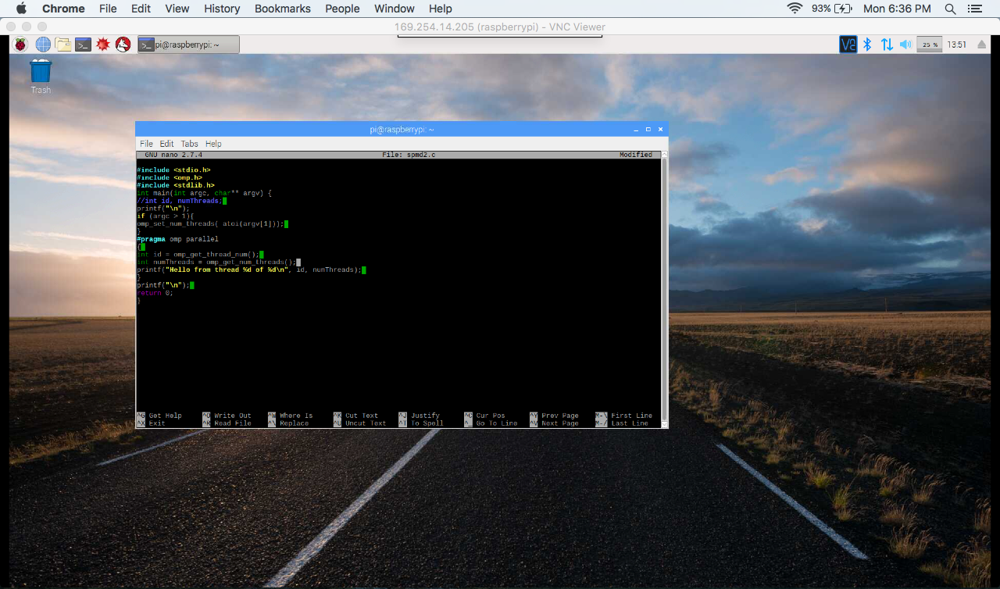 Chrome File Edit View History Bookmarks People Window Help 93% Mon 6:36 PM
169.254.14.205 (raspberrypi) - VNC Viewer
pi@raspberrypi: ~ 25 % 13:51
Trash
pi@raspberrypi: ~
File Edit Tabs Help
GNU nano 2.7.4 File: spmd2.c Modified
#include <stdio.h>
#include <omp.h>
#include <stdlib.h>
int main(int argc, char** argv) {
//int id, numThreads;
printf("\n");
if (argc > 1){
omp_set_num_threads( atoi(argv[1]));
}
#pragma omp parallel
{
int id = omp_get_thread_num();
int numThreads = omp_get_num_threads();
printf("Hello from thread %d of %d\n", id, numThreads);
}
printf("\n");
return 0;
}
^G Get Help ^O Write Out ^W Where Is ^K Cut Text ^J Justify ^C Cur Pos ^Y Prev Page M-\ First Line
^X Exit ^R Read File ^\ Replace ^U Uncut Text ^T To Spell ^_ Go To Line ^V Next Page M-/ Last Line